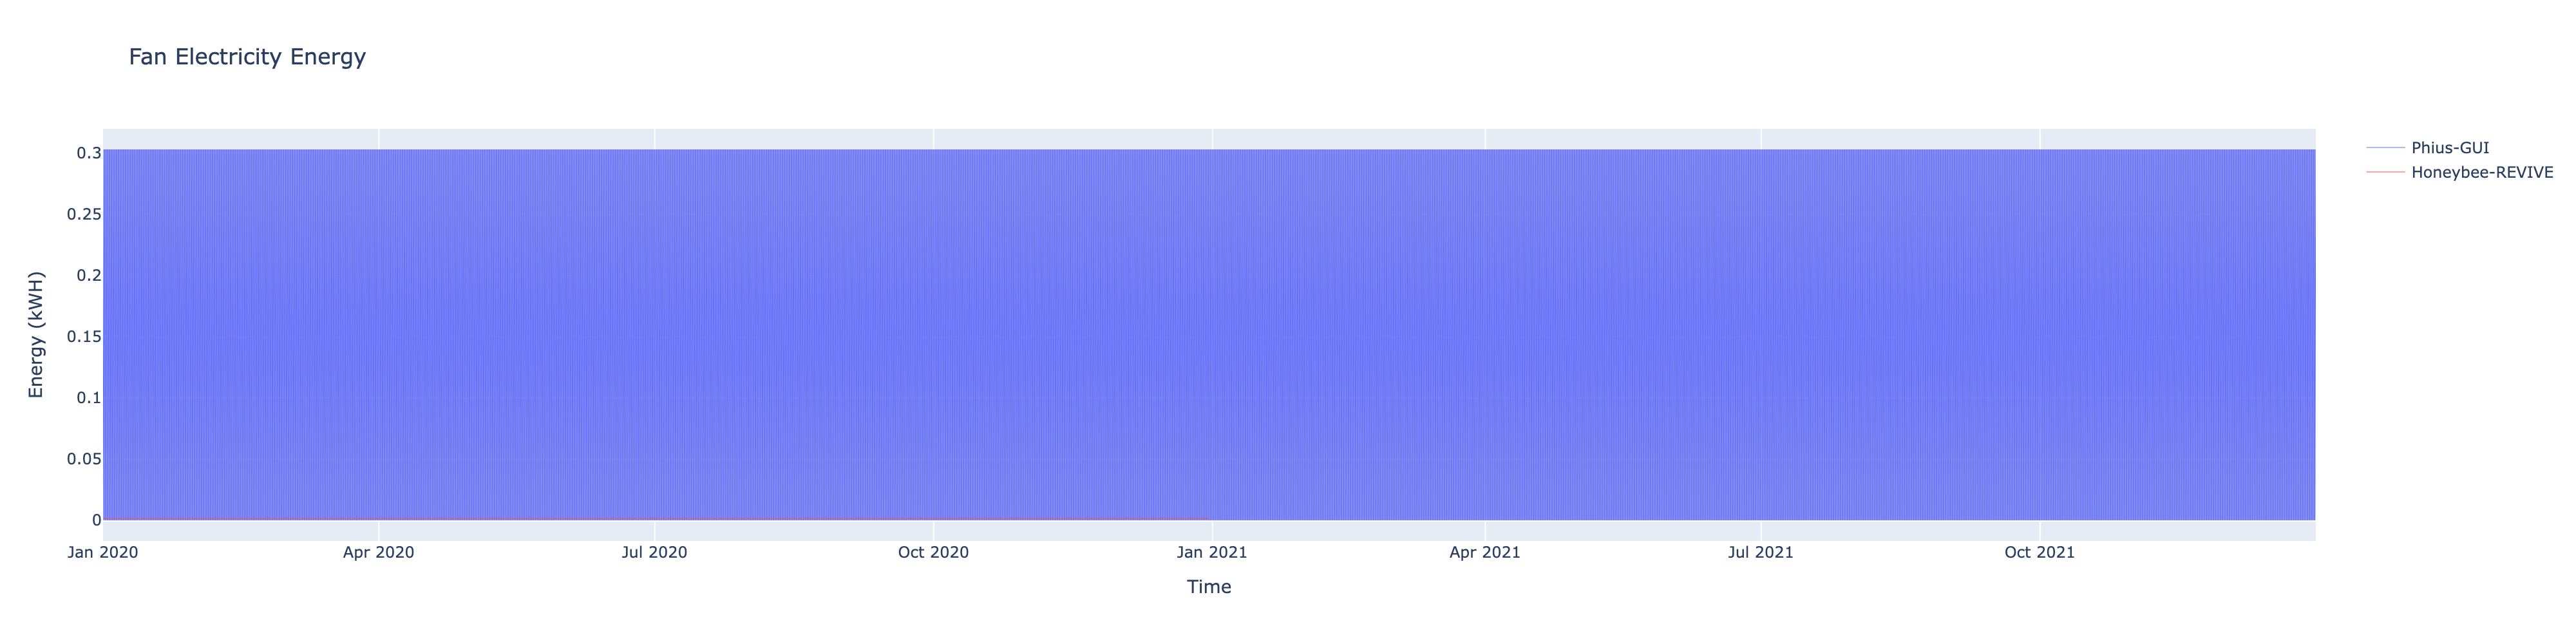 Fan Electricity Energy
Phius-GUI
Honeybee-REVIVE
Energy (kWH)
0.3
0.25
0.2
0.15
0.1
0.05
0
Jan 2020 Apr 2020 Jul 2020 Oct 2020 Jan 2021 Apr 2021 Jul 2021 Oct 2021
Time